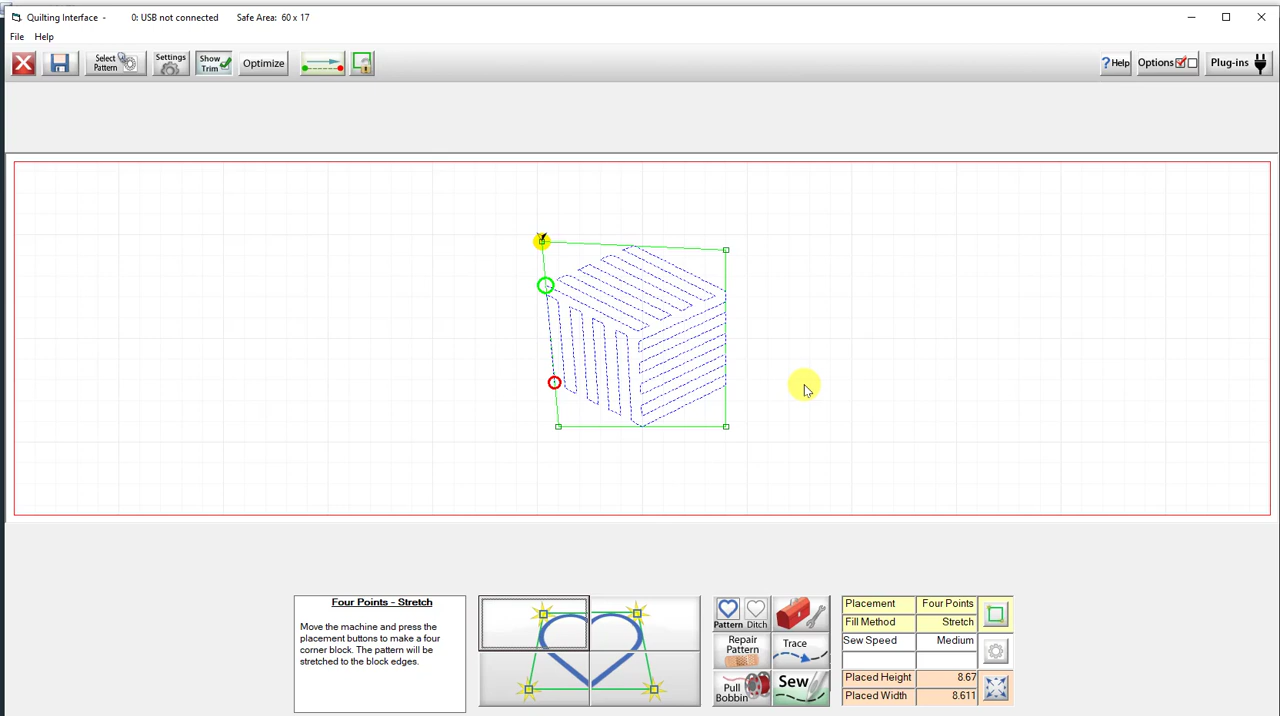 Quilting Interface - 0: USB not connected Safe Area: 60 x 17
File Help
Select Pattern
Settings
Show Trim
Optimize
?Help
Options
Plug-ins
Four Points - Stretch
Move the machine and press the
placement buttons to make a four
corner block. The pattern will be
stretched to the block edges.
Pattern Ditch
Repair
Pattern
Trace
Pull
Bobbin
Sew
Placement Four Points
Fill Method Stretch
Sew Speed Medium
Placed Height 8.67
Placed Width 8.611